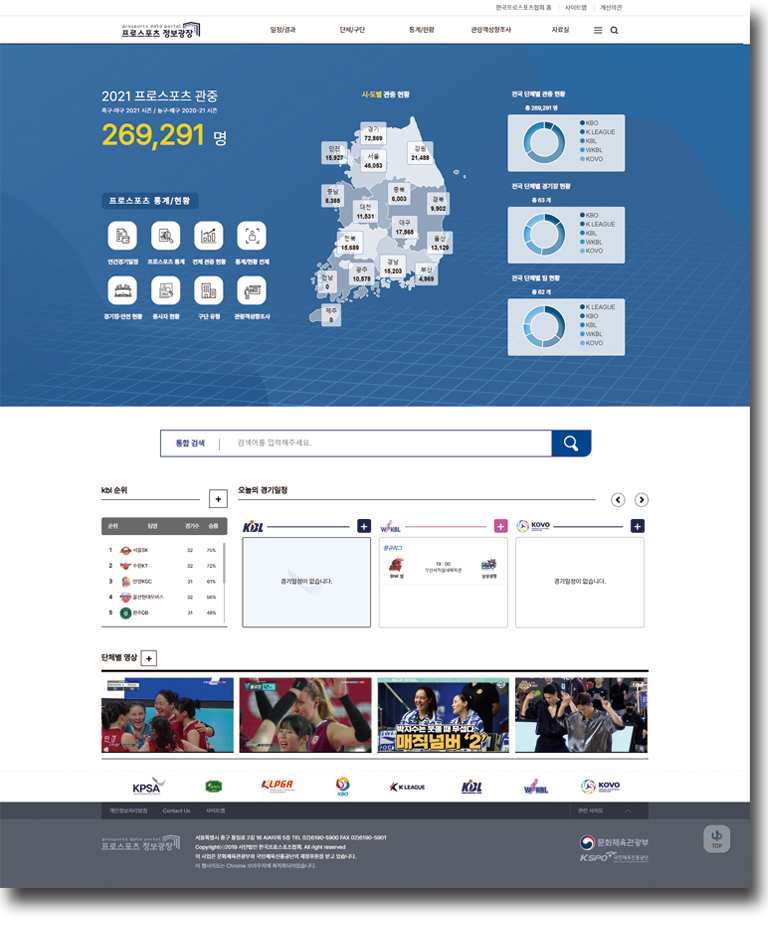 한국프로스포츠협회 홈 | 사이트맵 | 개선의견
prosports data portal
프로스포츠 정보광장
일정/결과 단체/구단 통계/현황 관람객성향조사 자료실
2021 프로스포츠 관중
축구·야구 2021 시즌 / 농구·배구 2020-21 시즌
269,291 명
프로스포츠 통계/현황
연간경기일정 프로스포츠 통계 전체 관중 현황 통계/현황 전체
경기장·연면 현황 종사자 현황 구단 유형 관람객성향조사
시·도별 관중 현황
경기
72,869
인천
15,927
서울
46,053
강원
21,488
충남
8,385
충북
6,003
대전
11,531
경북
9,902
대구
17,565
전북
15,689
울산
13,129
경남
15,203
광주
10,578
부산
4,969
전남
0
제주
0
전국 단체별 관중 현황
총 269,291 명
KBO
K LEAGUE
KBL
WKBL
KOVO
전국 단체별 경기장 현황
총 63 개
KBO
K LEAGUE
KBL
WKBL
KOVO
전국 단체별 팀 현황
총 62 개
K LEAGUE
KBO
KBL
WKBL
KOVO
통합 검색 | 검색어를 입력해주세요.
kbl 순위 +
순위 팀명 경기수 승률
1 서울SK 32 75%
2 수원KT 32 72%
3 안양KGC 31 61%
4 울산현대모비스 32 56%
5 원주DB 31 48%
오늘의 경기일정
KBL +
경기일정이 없습니다.
WKBL +
정규리그
BNK 썸
19 : 00
부산사직실내체육관
삼성생명
KOVO +
경기일정이 없습니다.
단체별 영상 +
박지수는 웃을 때 무섭다
매직넘버 '2'
KPSA KLPGA KBO K LEAGUE KBL WKBL KOVO
개인정보처리방침 Contact Us 사이트맵 관련 사이트
prosports data portal
프로스포츠 정보광장
서울특별시 중구 통일로 2길 16 AIA타워 5층 TEL 02)6190-5900 FAX 02)6190-5901
Copyright(c)2019 사단법인 한국프로스포츠협회. All right reserved
이 사업은 문화체육관광부와 국민체육진흥공단의 재정후원을 받고 있습니다.
이 웹사이트는 Chrome 브라우저에 최적화되어있습니다.
문화체육관광부
KSPO 국민체육진흥공단
TOP